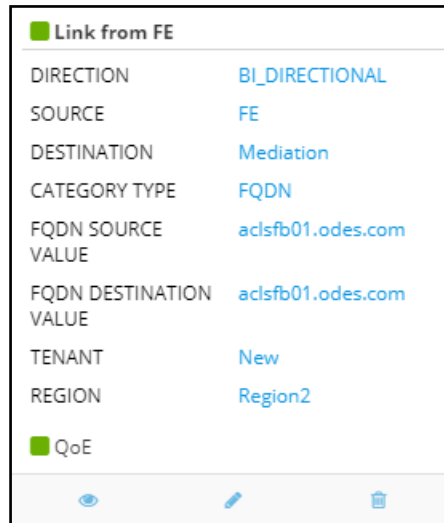 Link from FE
DIRECTION BI_DIRECTIONAL
SOURCE FE
DESTINATION Mediation
CATEGORY TYPE FQDN
FQDN SOURCE aclsfb01.odes.com
VALUE
FQDN DESTINATION aclsfb01.odes.com
VALUE
TENANT New
REGION Region2
QoE